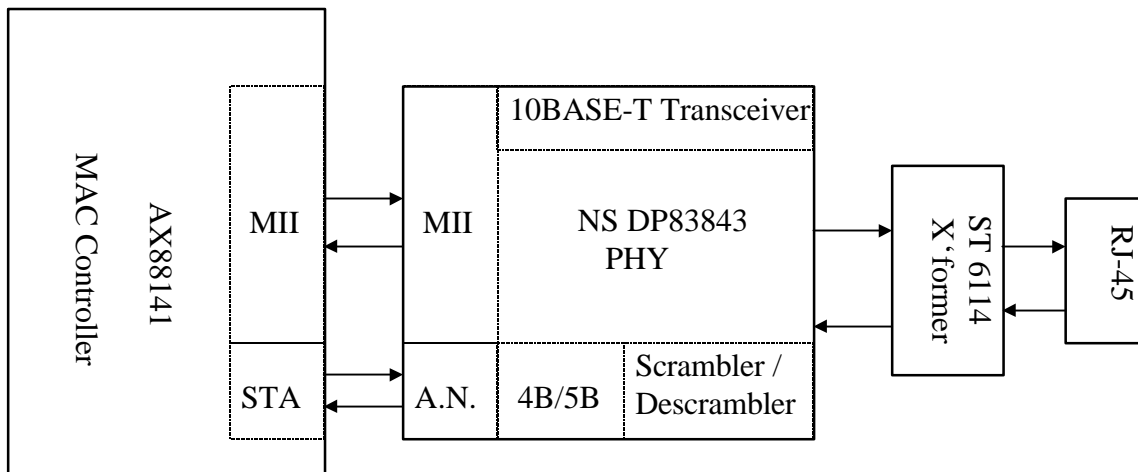 AX88141
MAC Controller
MII
STA
MII
A.N.
10BASE-T Transceiver
NS DP83843
PHY
4B/5B
Scrambler /
Descrambler
ST 6114
X‘former
RJ-45